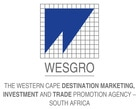 WESGRO
THE WESTERN CAPE DESTINATION MARKETING,
INVESTMENT AND TRADE PROMOTION AGENCY –
SOUTH AFRICA